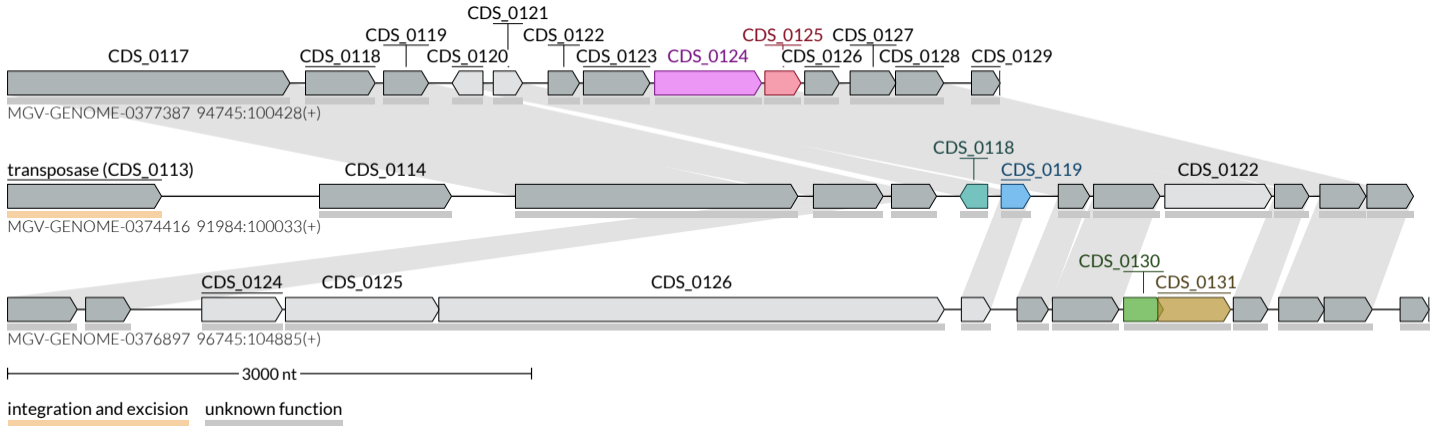 CDS_0121
CDS_0119 CDS_0122 CDS_0125 CDS_0127
CDS_0117 CDS_0118 CDS_0120 CDS_0123 CDS_0124 CDS_0126 CDS_0128 CDS_0129
MGV-GENOME-0377387 94745:100428(+)
CDS_0118
transposase (CDS_0113) CDS_0114 CDS_0119 CDS_0122
MGV-GENOME-0374416 91984:100033(+)
CDS_0130
CDS_0124 CDS_0125 CDS_0126 CDS_0131
MGV-GENOME-0376897 96745:104885(+)
3000 nt
integration and excision unknown function